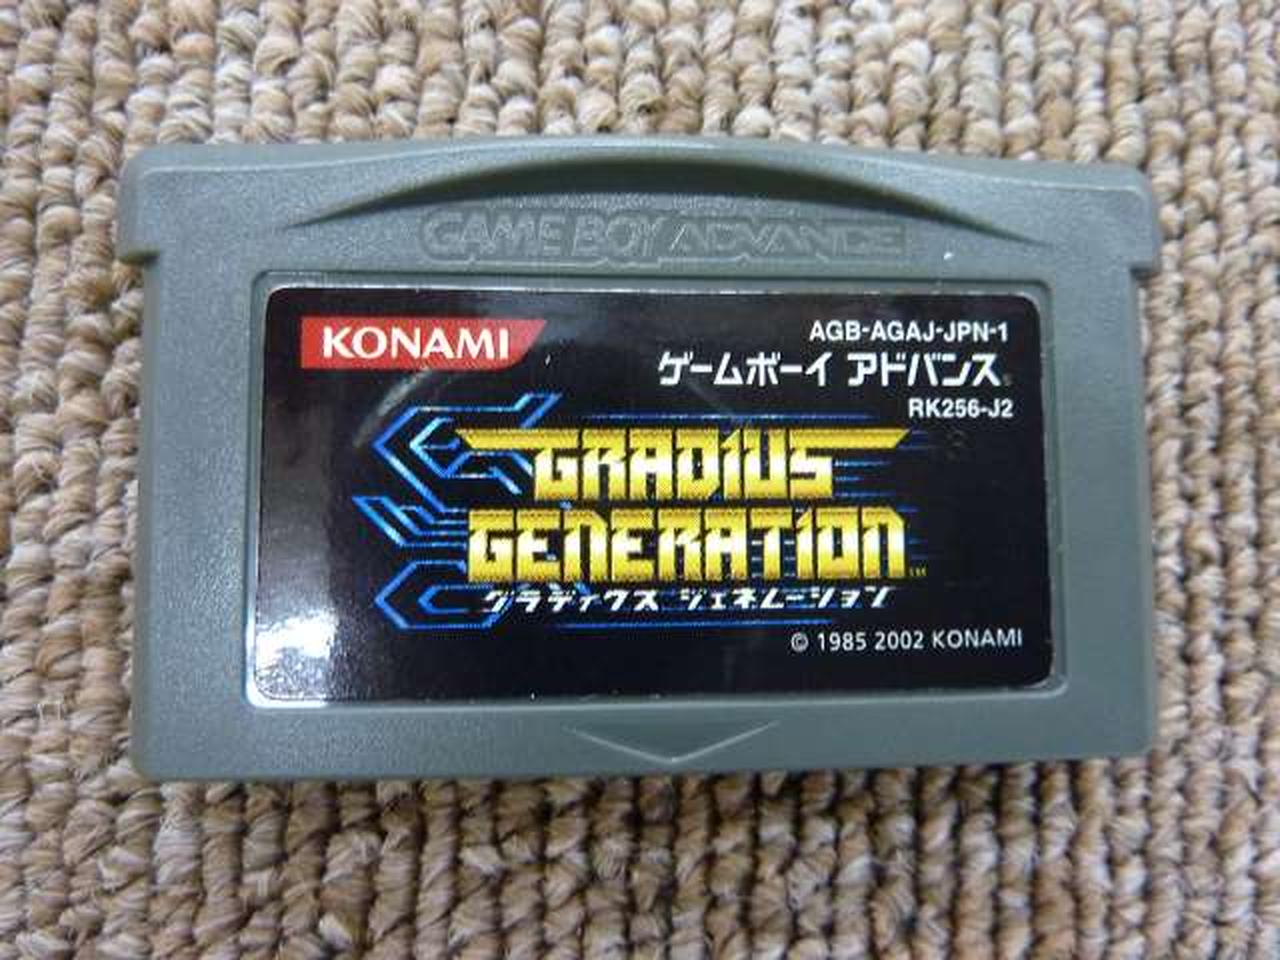 GAME BOY ADVANCE
KONAMI
AGB-AGAJ-JPN-1
ゲームボーイ アドバンス
RK256-J2
GRADIUS
GENERATION™
グラディウス ジェネレーション
© 1985 2002 KONAMI